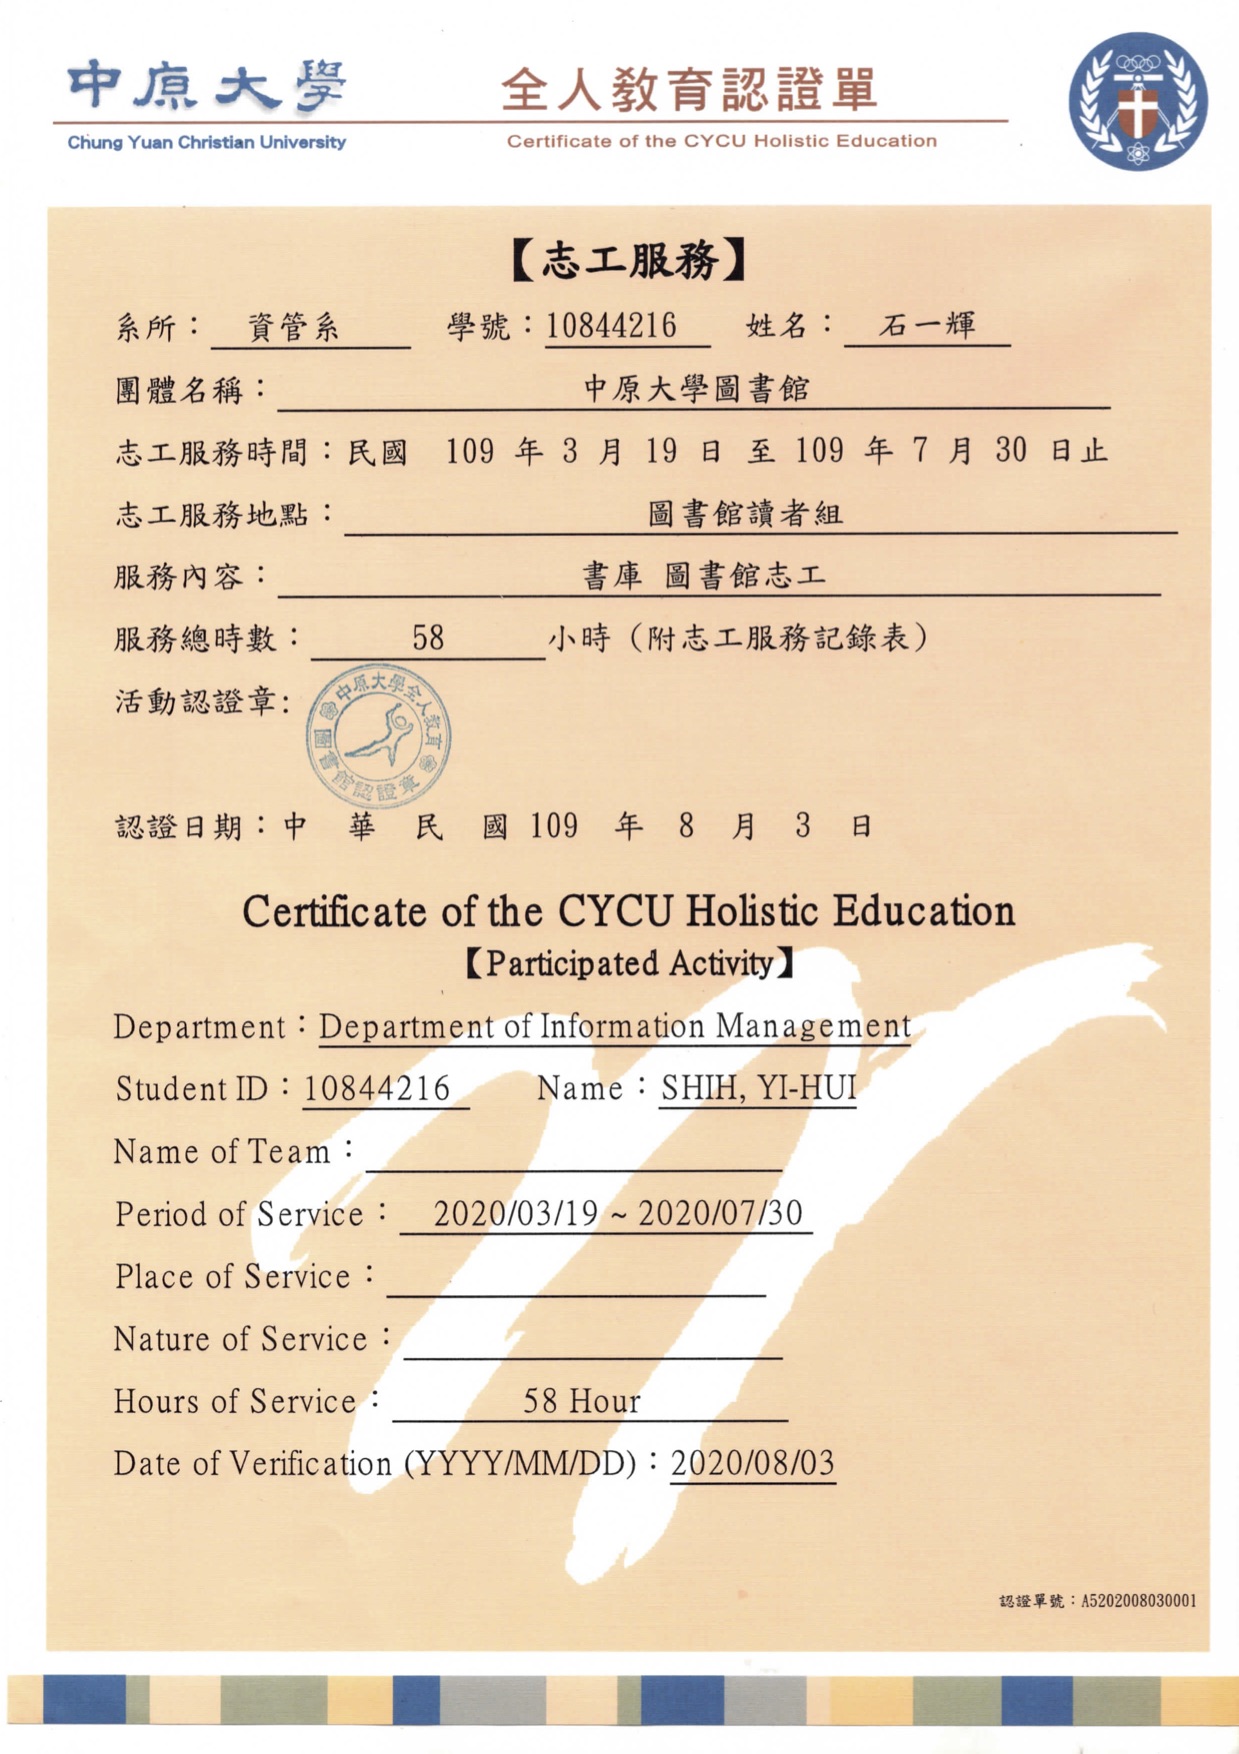 中原大學
Chung Yuan Christian University
全人教育認證單
Certificate of the CYCU Holistic Education
【志工服務】
系所： 資管系 學號：10844216 姓名： 石一輝
團體名稱： 中原大學圖書館
志工服務時間：民國 109 年 3 月 19 日 至 109 年 7 月 30 日止
志工服務地點： 圖書館讀者組
服務內容： 書庫 圖書館志工
服務總時數： 58 小時（附志工服務記錄表）
活動認證章:
中原大學全人教育
圖書館認證章
認證日期：中 華 民 國 109 年 8 月 3 日
Certificate of the CYCU Holistic Education
【Participated Activity】
Department：Department of Information Management
Student ID：10844216 Name：SHIH, YI-HUI
Name of Team：
Period of Service： 2020/03/19 ~ 2020/07/30
Place of Service：
Nature of Service：
Hours of Service： 58 Hour
Date of Verification (YYYY/MM/DD)：2020/08/03
認證單號：A5202008030001